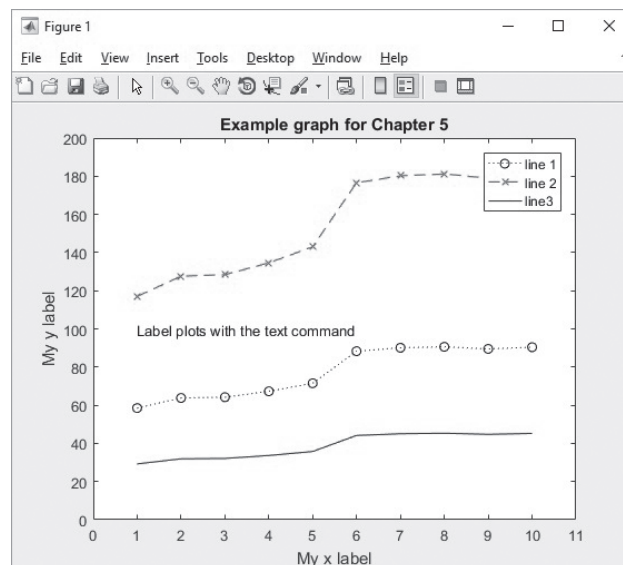 Figure 1
File Edit View Insert Tools Desktop Window Help
Example graph for Chapter 5
200
180
160
140
120
100
80
60
40
20
0
My y label
line 1
line 2
line3
Label plots with the text command
0 1 2 3 4 5 6 7 8 9 10 11
My x label